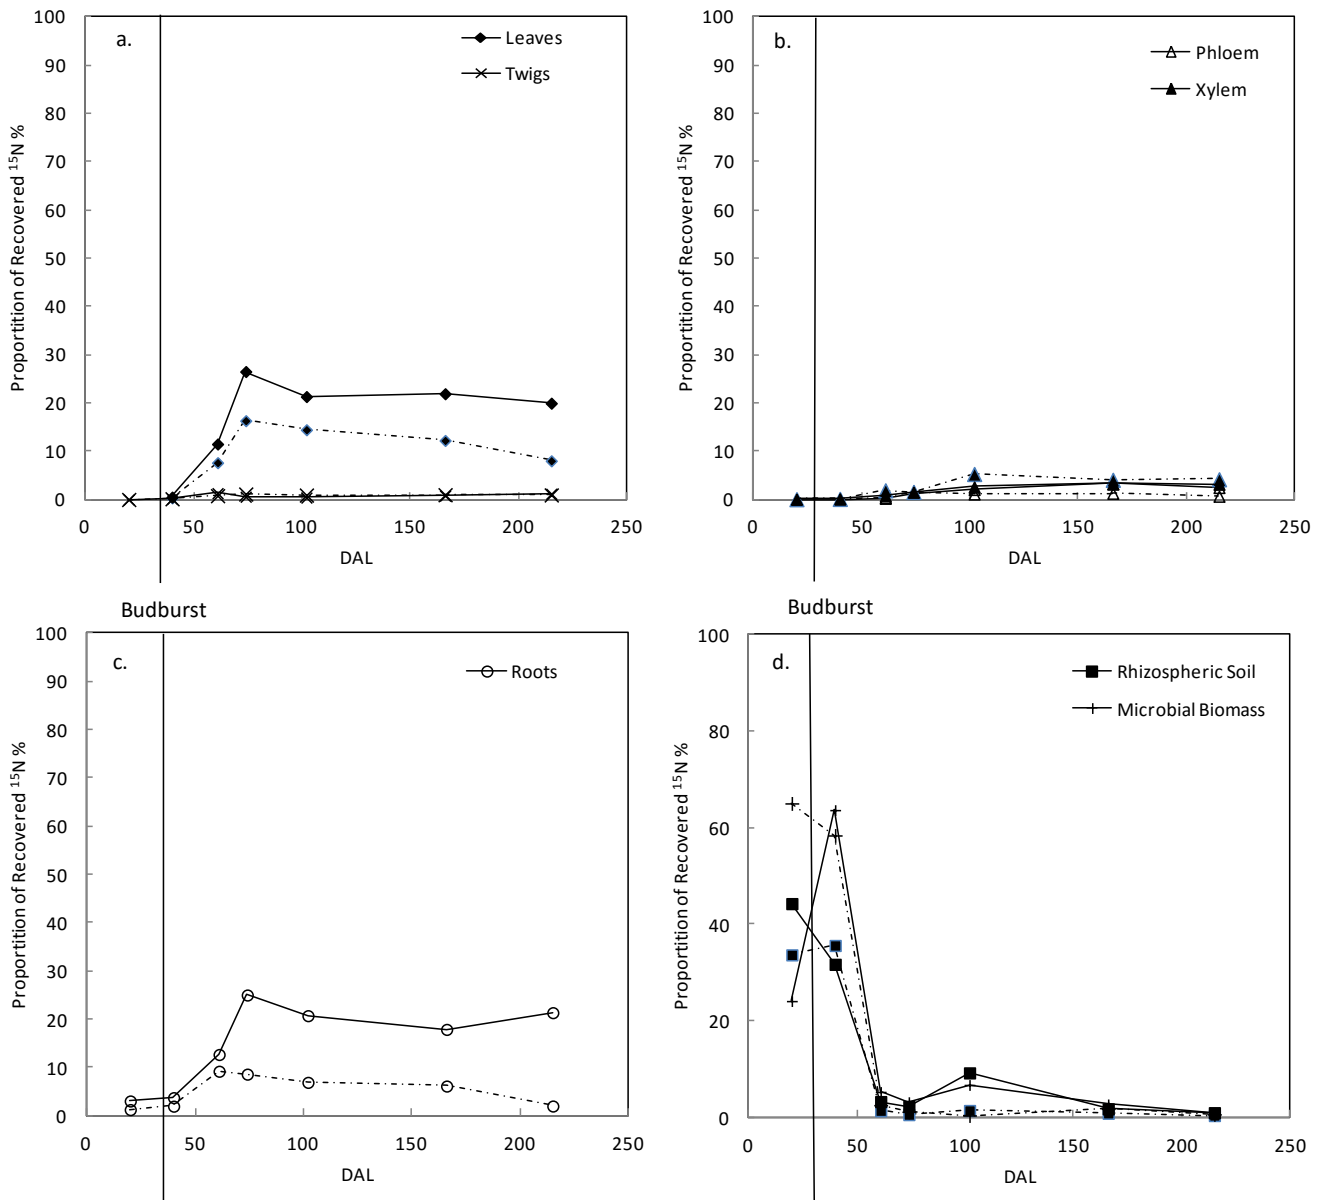 a.
Leaves
Twigs
Proportition of Recovered ¹⁵N %
100
90
80
70
60
50
40
30
20
10
0
0 50 100 150 200 250
DAL
Budburst
b.
Phloem
Xylem
Proportition of Recovered ¹⁵N %
100
90
80
70
60
50
40
30
20
10
0
0 50 100 150 200 250
DAL
Budburst
c.
Roots
Proportition of Recovered ¹⁵N %
100
90
80
70
60
50
40
30
20
10
0
0 50 100 150 200 250
DAL
d.
Rhizospheric Soil
Microbial Biomass
Proportition of Recovered ¹⁵N %
100
80
60
40
20
0
0 50 100 150 200 250
DAL